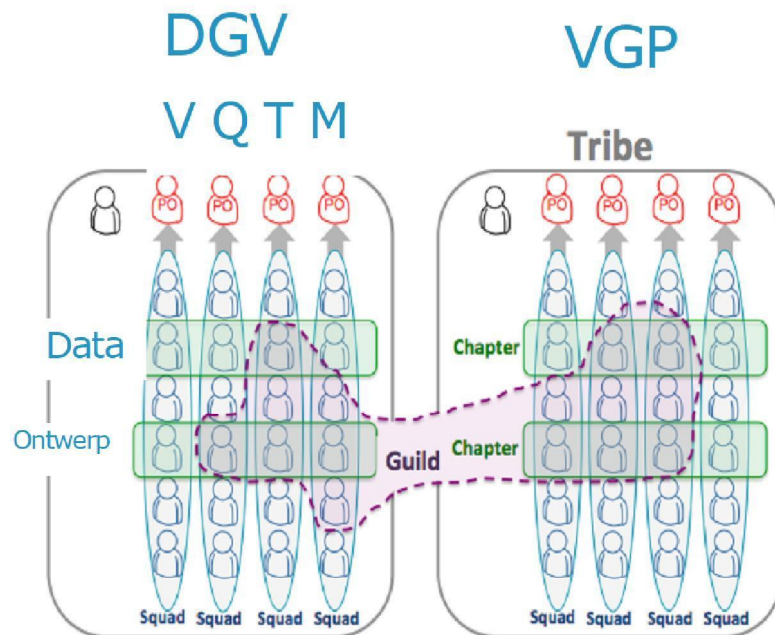 DGV
VGP
V Q T M
Tribe
PO PO PO PO
PO PO PO PO
Data
Chapter
Ontwerp
Guild
Chapter
Squad Squad Squad Squad
Squad Squad Squad Squad